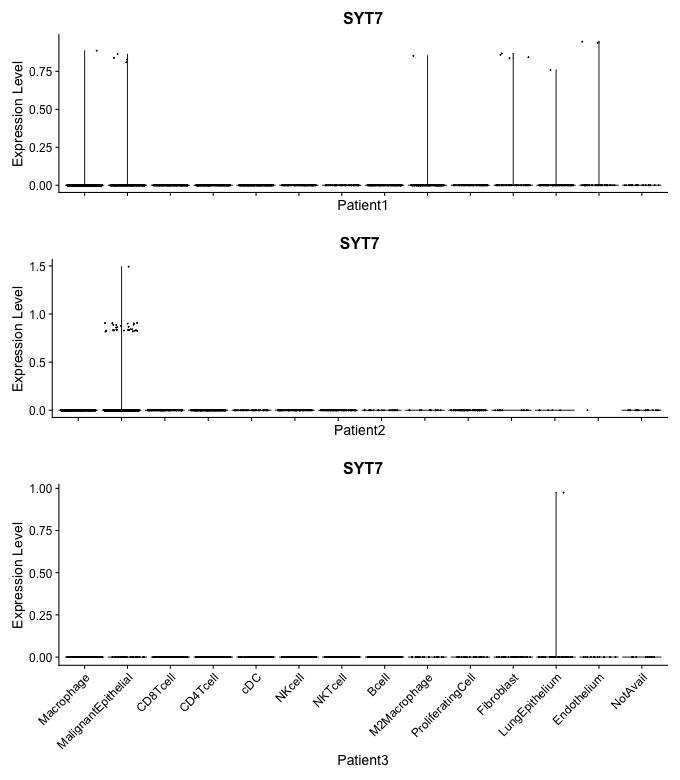 SYT7
Expression Level
0.75
0.50
0.25
0.00
Patient1
SYT7
Expression Level
1.5
1.0
0.5
0.0
Patient2
SYT7
Expression Level
1.00
0.75
0.50
0.25
0.00
Macrophage
MalignantEpithelial
CD8Tcell
CD4Tcell
cDC
NKcell
NKTcell
Bcell
M2Macrophage
ProliferatingCell
Fibroblast
LungEpithelium
Endothelium
NotAvail
Patient3